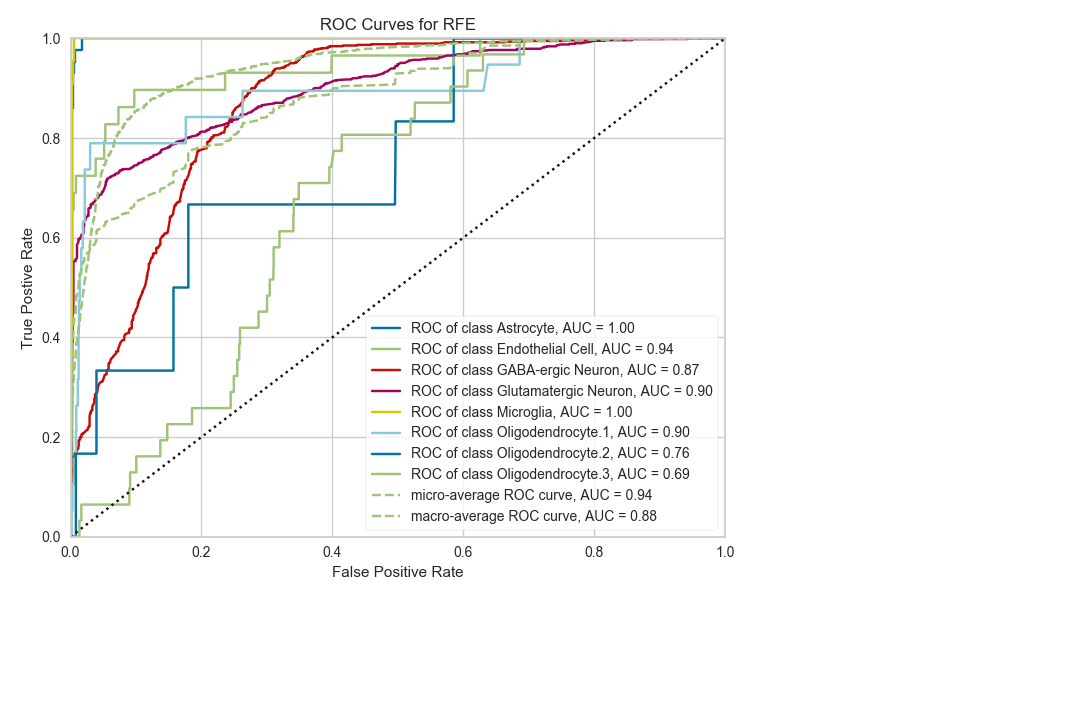 ROC Curves for RFE
1.0
0.8
0.6
0.4
0.2
0.0
True Postive Rate
ROC of class Astrocyte, AUC = 1.00
ROC of class Endothelial Cell, AUC = 0.94
ROC of class GABA-ergic Neuron, AUC = 0.87
ROC of class Glutamatergic Neuron, AUC = 0.90
ROC of class Microglia, AUC = 1.00
ROC of class Oligodendrocyte.1, AUC = 0.90
ROC of class Oligodendrocyte.2, AUC = 0.76
ROC of class Oligodendrocyte.3, AUC = 0.69
micro-average ROC curve, AUC = 0.94
macro-average ROC curve, AUC = 0.88
0.0 0.2 0.4 0.6 0.8 1.0
False Positive Rate